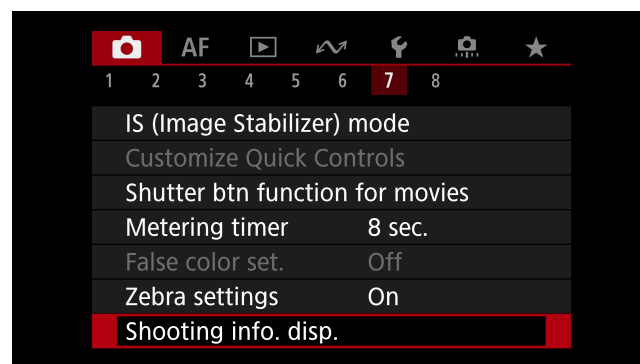 AF
1 2 3 4 5 6 7 8
IS (Image Stabilizer) mode
Customize Quick Controls
Shutter btn function for movies
Metering timer 8 sec.
False color set. Off
Zebra settings On
Shooting info. disp.